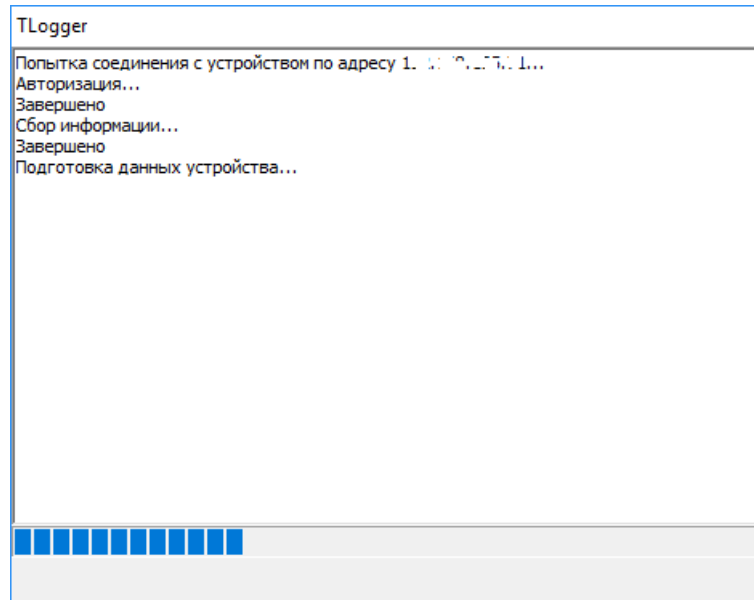 TLogger
Попытка соединения с устройством по адресу
Авторизация...
Завершено
Сбор информации...
Завершено
Подготовка данных устройства...